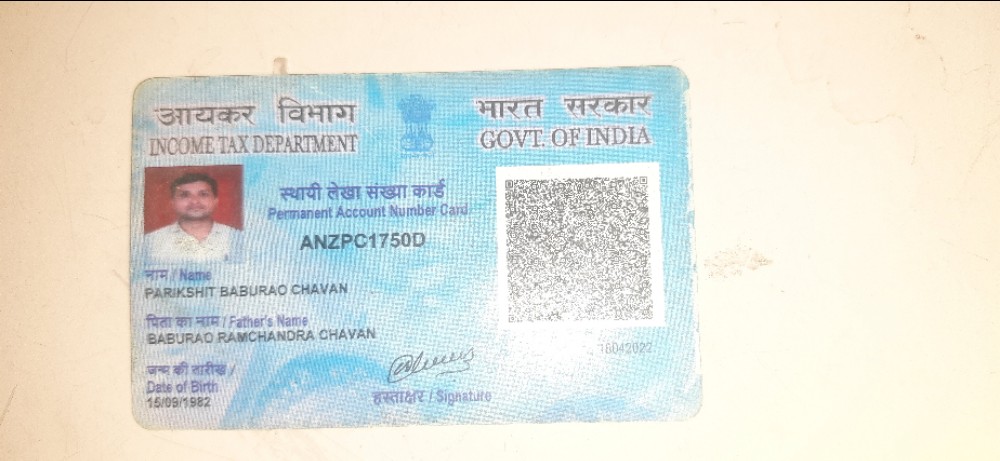 आयकर विभाग
INCOME TAX DEPARTMENT
भारत सरकार
GOVT. OF INDIA
स्थायी लेखा संख्या कार्ड
Permanent Account Number Card
ANZPC1750D
नाम / Name
PARIKSHIT BABURAO CHAVAN
पिता का नाम / Father's Name
BABURAO RAMCHANDRA CHAVAN
जन्म की तारीख /
Date of Birth
15/09/1982
हस्ताक्षर / Signature
16042022